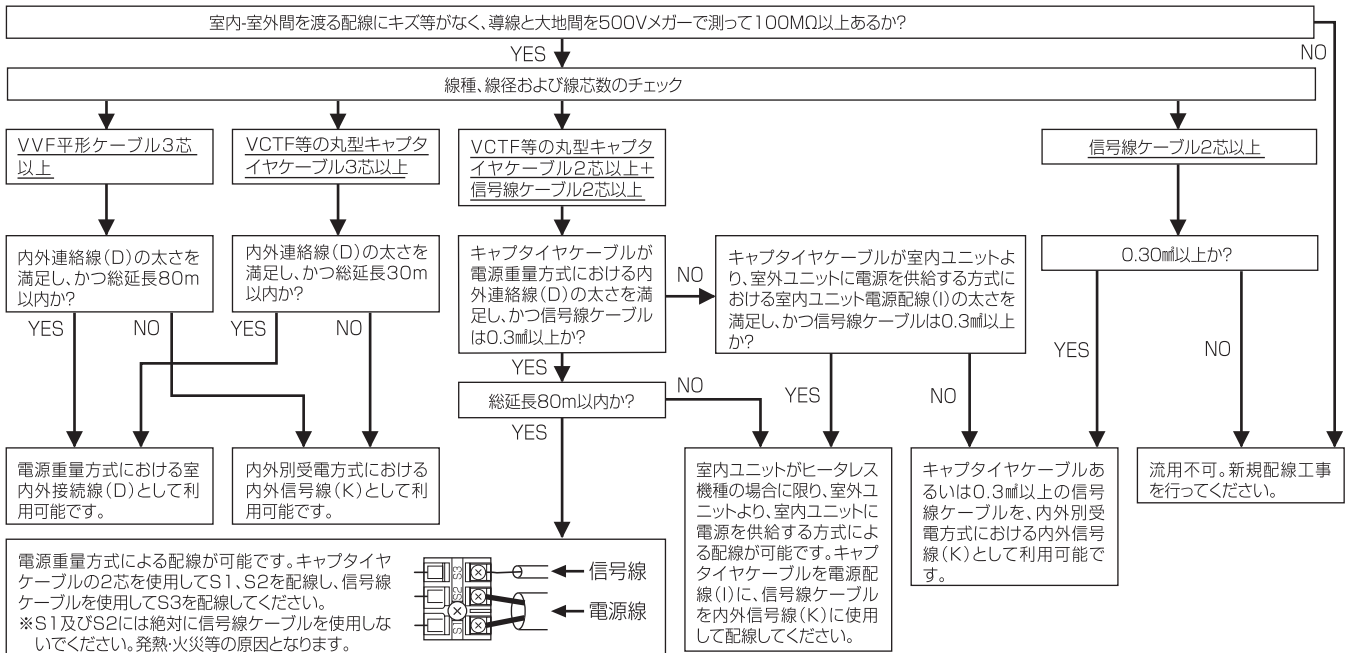 室内-室外間を渡る配線にキズ等がなく、導線と大地間を500Vメガーで測って100MΩ以上あるか?
YES
NO
線種、線径および線芯数のチェック
VVF平形ケーブル3芯
以上
VCTF等の丸型キャプタ
イヤケーブル3芯以上
VCTF等の丸型キャプタ
イヤケーブル2芯以上+
信号線ケーブル2芯以上
信号線ケーブル2芯以上
内外連絡線(D)の太さを
満足し、かつ総延長80m
以内か?
内外連絡線(D)の太さを
満足し、かつ総延長30m
以内か?
キャプタイヤケーブルが
電源重量方式における内
外連絡線(D)の太さを満
足し、かつ信号線ケーブル
は0.3㎟以上か?
NO
キャプタイヤケーブルが室内ユニットよ
り、室外ユニットに電源を供給する方式に
おける室内ユニット電源配線(I)の太さを
満足し、かつ信号線ケーブルは0.3㎟以上
か?
0.30㎟以上か?
YES
NO
YES
NO
YES
NO
YES
NO
YES
NO
総延長80m以内か?
YES
電源重量方式における室
内外接続線(D)として利
用可能です。
内外別受電方式における
内外信号線(K)として利
用可能です。
室内ユニットがヒータレス
機種の場合に限り、室外ユ
ニットより、室内ユニットに
電源を供給する方式によ
る配線が可能です。キャプ
タイヤケーブルを電源配
線(I)に、信号線ケーブル
を内外信号線(K)に使用
して配線してください。
キャプタイヤケーブルあ
るいは0.3㎟以上の信号
線ケーブルを、内外別受
電方式における内外信号
線(K)として利用可能で
す。
流用不可。新規配線工事
を行ってください。
電源重量方式による配線が可能です。キャプタイヤ
ケーブルの2芯を使用してS1、S2を配線し、信号線
ケーブルを使用してS3を配線してください。
※S1及びS2には絶対に信号線ケーブルを使用しな
いでください。発熱・火災等の原因となります。
S3
S2
S1
信号線
電源線